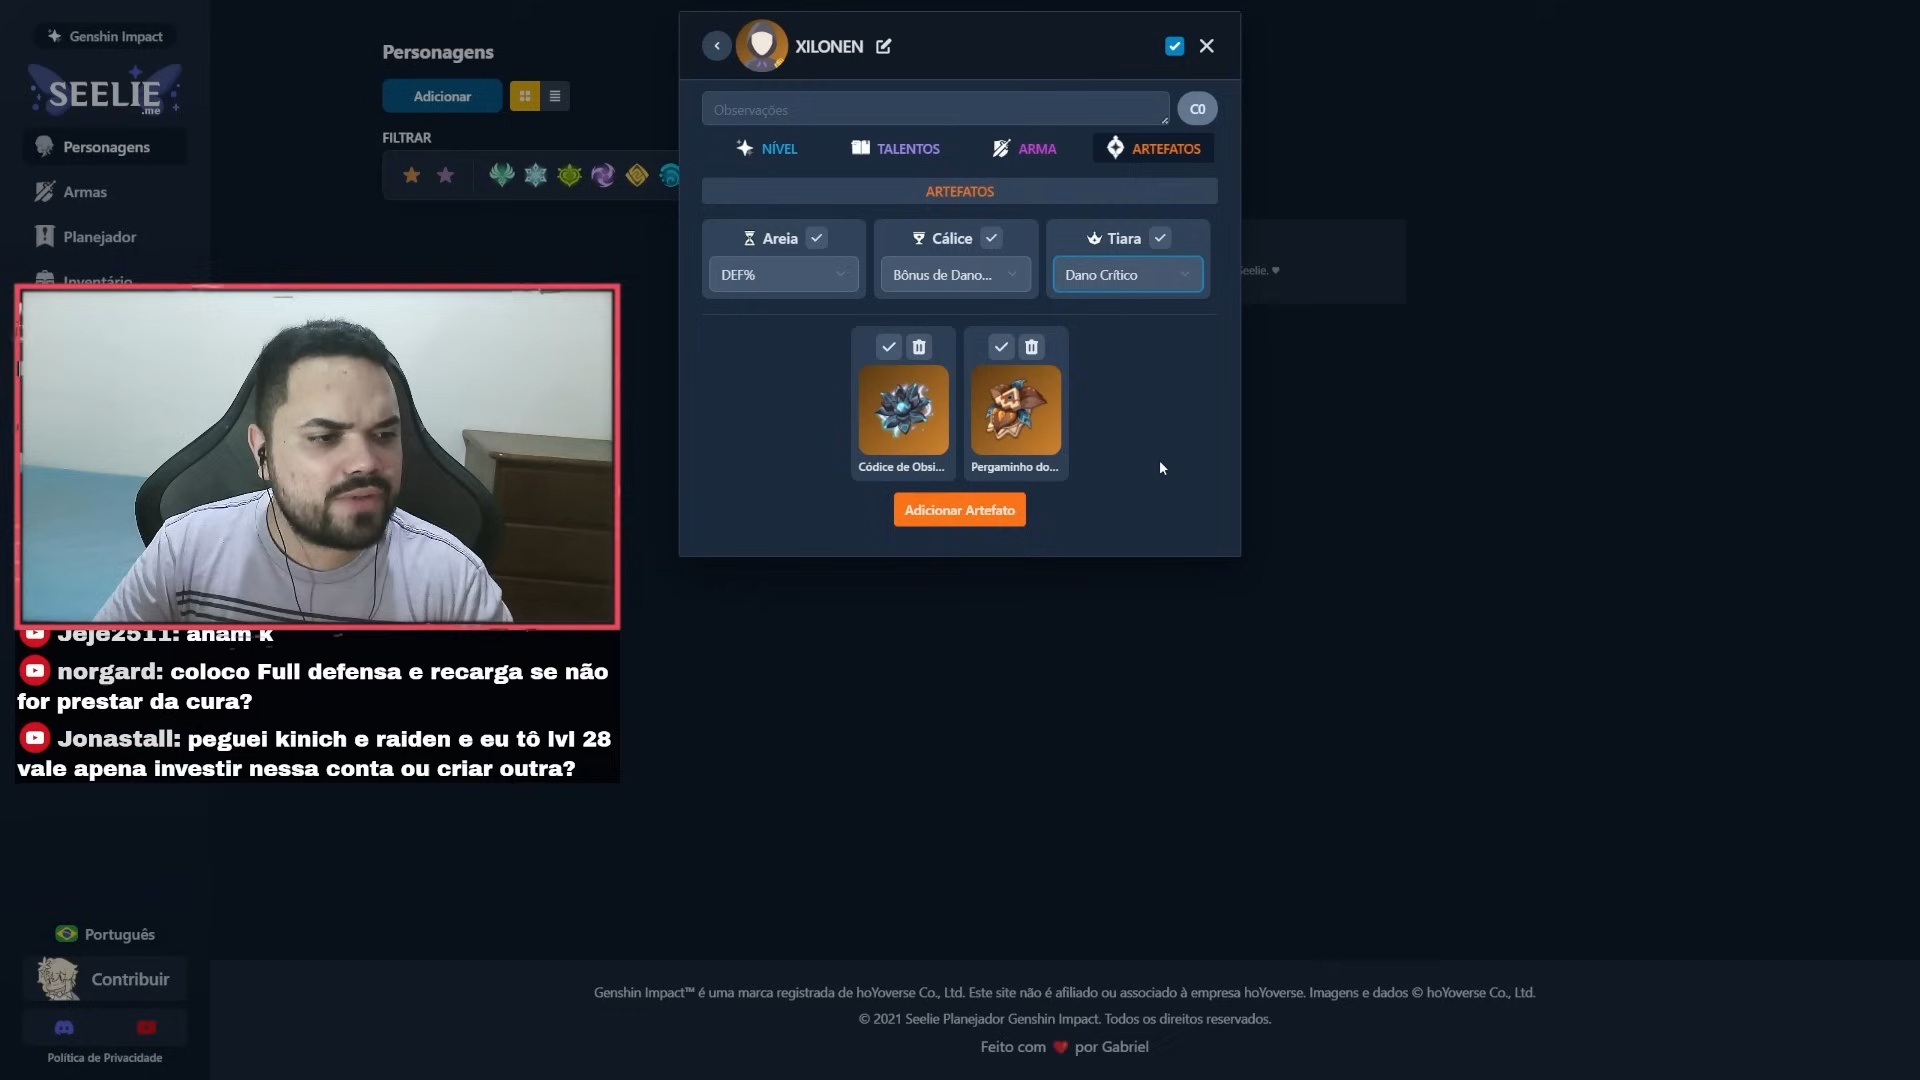 Genshin Impact
SEELIE
.me
Personagens
Armas
Planejador
Inventário
Personagens
Adicionar
FILTRAR
XILONEN
Observações
C0
NÍVEL
TALENTOS
ARMA
ARTEFATOS
ARTEFATOS
Areia
DEF%
Cálice
Bônus de Dano...
Tiara
Dano Crítico
Códice de Obsi...
Pergaminho do...
Adicionar Artefato
Seelie. ♥
Jeje2511: aham k
norgard: coloco Full defensa e recarga se não
for prestar da cura?
Jonastall: peguei kinich e raiden e eu tô lvl 28
vale apena investir nessa conta ou criar outra?
Português
Contribuir
Política de Privacidade
Genshin Impact™ é uma marca registrada de hoYoverse Co., Ltd. Este site não é afiliado ou associado à empresa hoYoverse. Imagens e dados © hoYoverse Co., Ltd.
© 2021 Seelie Planejador Genshin Impact. Todos os direitos reservados.
Feito com ❤ por Gabriel